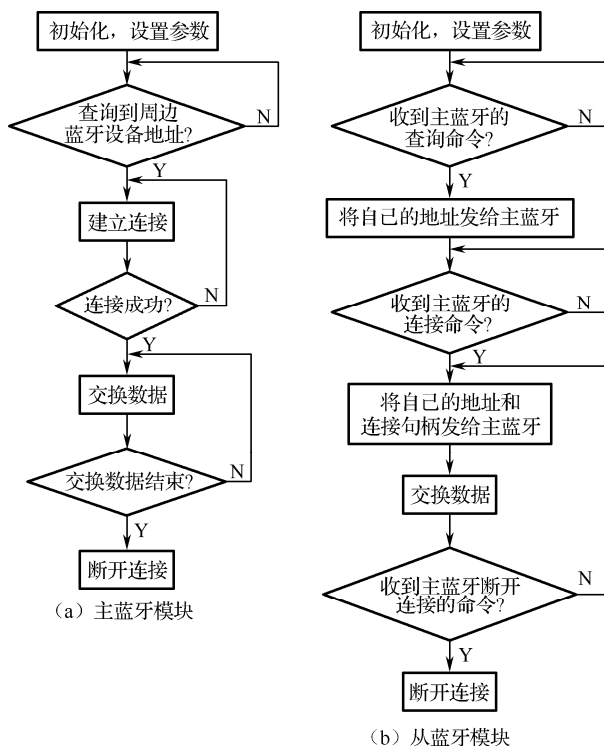 初始化，设置参数
查询到周边
蓝牙设备地址?
N
Y
建立连接
连接成功?
N
Y
交换数据
交换数据结束?
N
Y
断开连接
（a）主蓝牙模块
初始化，设置参数
收到主蓝牙的
查询命令?
N
Y
将自己的地址发给主蓝牙
收到主蓝牙的
连接命令?
N
Y
将自己的地址和
连接句柄发给主蓝牙
交换数据
收到主蓝牙断开
连接的命令?
N
Y
断开连接
（b）从蓝牙模块